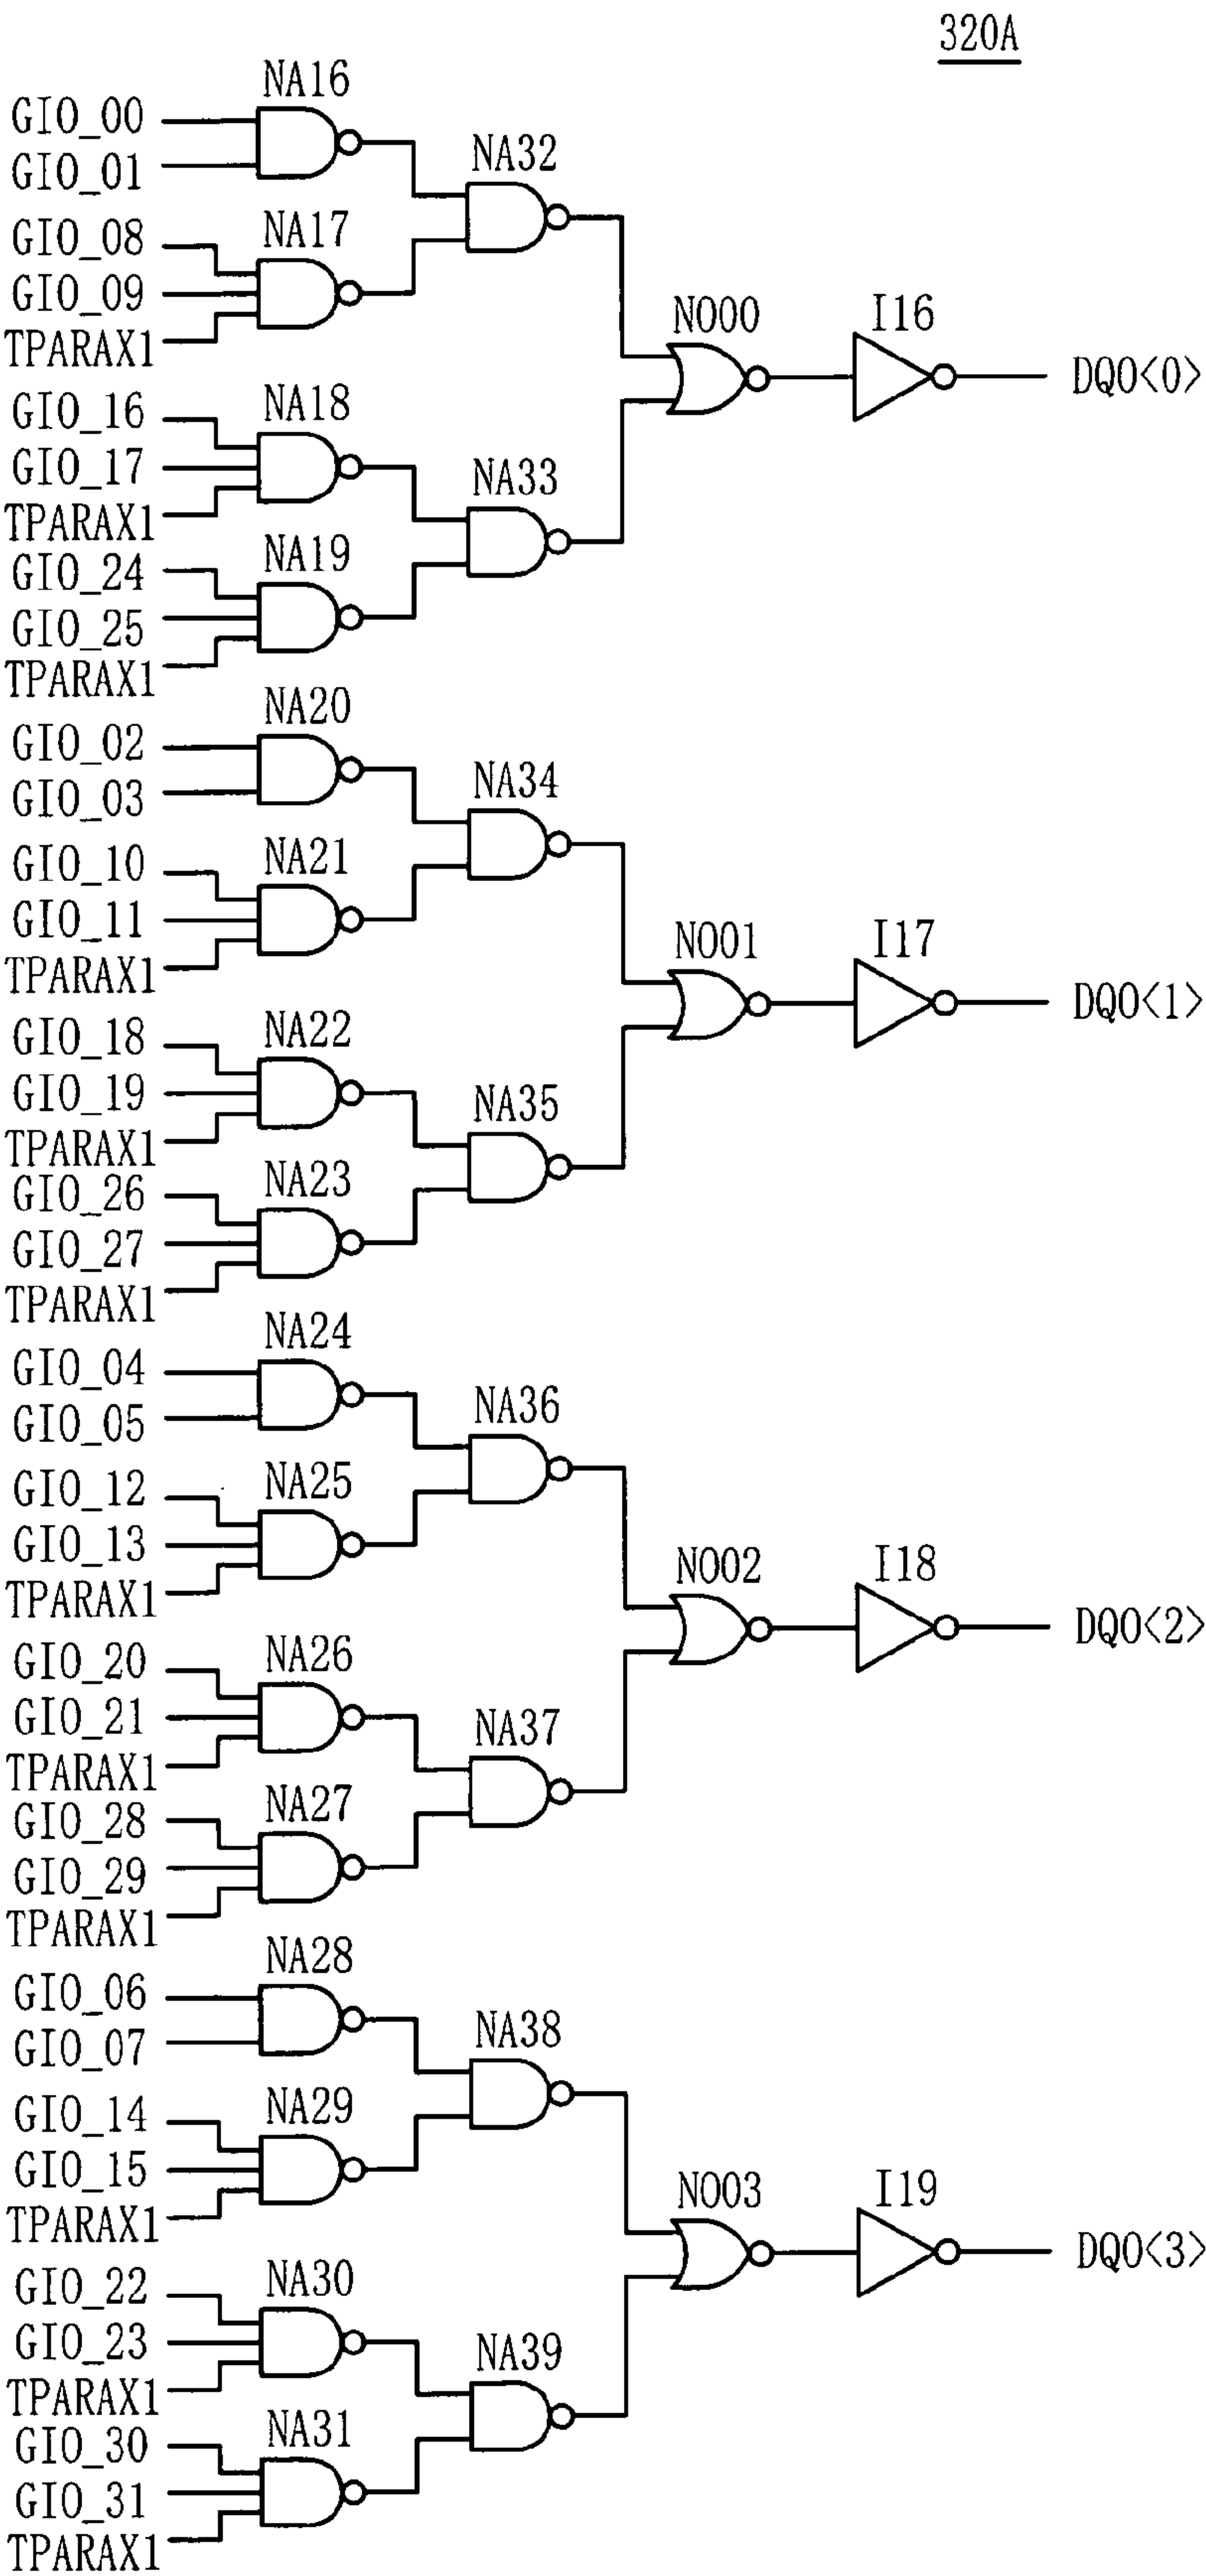 320A
NA16
GIO_00
GIO_01
NA32
NA17
GIO_08
GIO_09
TPARAX1
NO00
I16
DQ0<0>
NA18
GIO_16
GIO_17
TPARAX1
NA33
NA19
GIO_24
GIO_25
TPARAX1
NA20
GIO_02
GIO_03
NA34
NA21
GIO_10
GIO_11
TPARAX1
NO01
I17
DQ0<1>
NA22
GIO_18
GIO_19
TPARAX1
NA35
NA23
GIO_26
GIO_27
TPARAX1
NA24
GIO_04
GIO_05
NA36
NA25
GIO_12
GIO_13
TPARAX1
NO02
I18
DQ0<2>
NA26
GIO_20
GIO_21
TPARAX1
NA37
NA27
GIO_28
GIO_29
TPARAX1
NA28
GIO_06
GIO_07
NA38
NA29
GIO_14
GIO_15
TPARAX1
NO03
I19
DQ0<3>
NA30
GIO_22
GIO_23
TPARAX1
NA39
NA31
GIO_30
GIO_31
TPARAX1